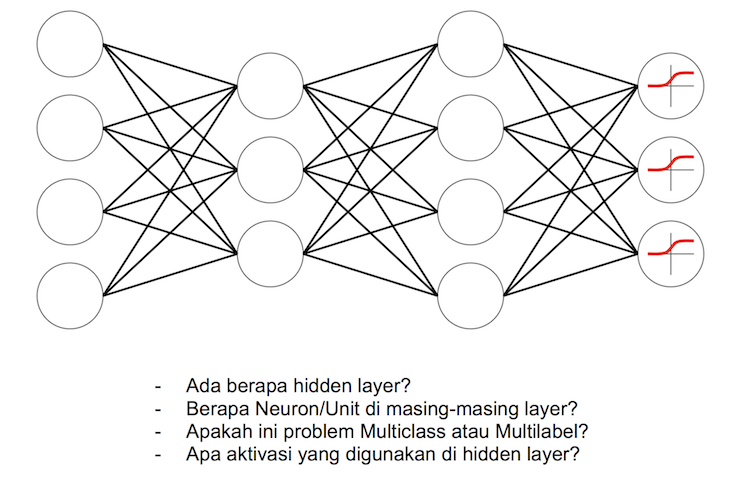 - Ada berapa hidden layer?
- Berapa Neuron/Unit di masing-masing layer?
- Apakah ini problem Multiclass atau Multilabel?
- Apa aktivasi yang digunakan di hidden layer?